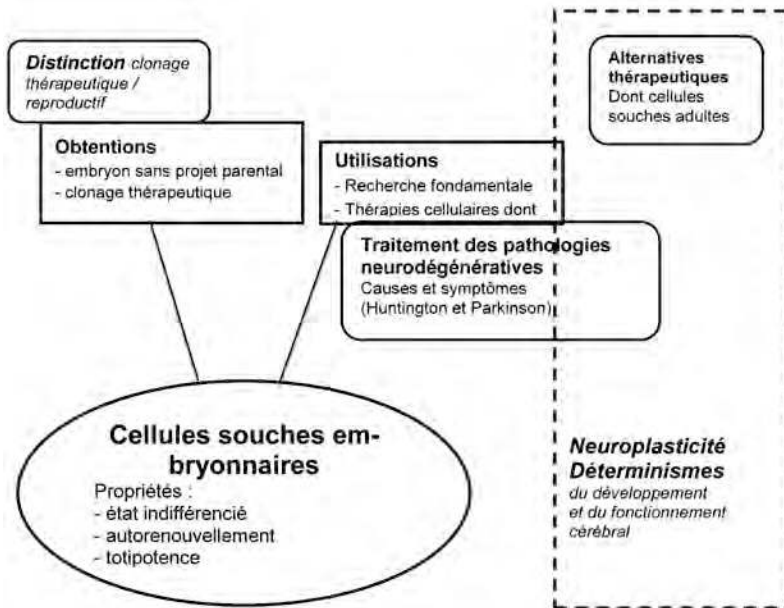 Distinction clonage
thérapeutique /
reproductif
Obtentions
- embryon sans projet parental
- clonage thérapeutique
Utilisations
- Recherche fondamentale
- Thérapies cellulaires dont
Traitement des pathologies
neurodégénératives
Causes et symptômes
(Huntington et Parkinson)
Alternatives
thérapeutiques
Dont cellules
souches adultes
Cellules souches em-
bryonnaires
Propriétés :
- état indifférencié
- autorenouvellement
- totipotence
Neuroplasticité
Déterminismes
du développement
et du fonctionnement
cérébral